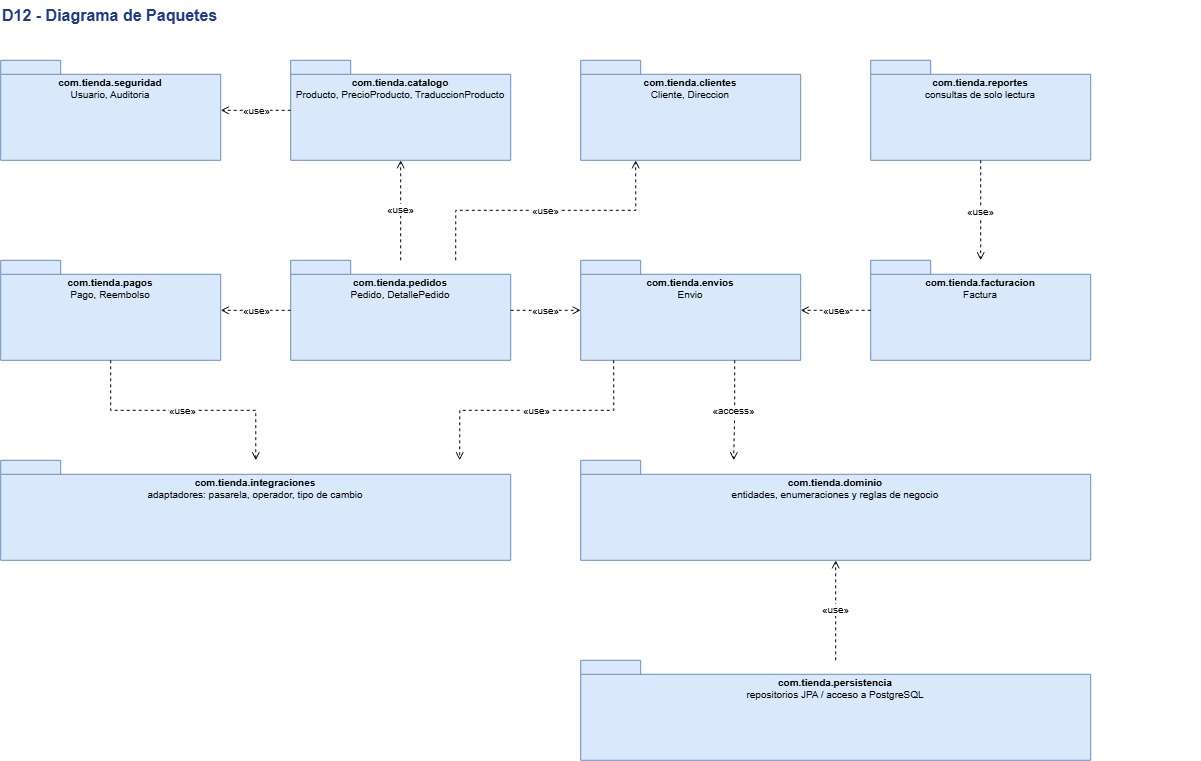 D12 - Diagrama de Paquetes
com.tienda.seguridad
Usuario, Auditoria
«use»
com.tienda.catalogo
Producto, PrecioProducto, TraduccionProducto
com.tienda.clientes
Cliente, Direccion
com.tienda.reportes
consultas de solo lectura
«use»
«use»
«use»
com.tienda.pagos
Pago, Reembolso
«use»
com.tienda.pedidos
Pedido, DetallePedido
«use»
com.tienda.envios
Envio
«use»
com.tienda.facturacion
Factura
«use»
«use»
«access»
com.tienda.integraciones
adaptadores: pasarela, operador, tipo de cambio
com.tienda.dominio
entidades, enumeraciones y reglas de negocio
«use»
com.tienda.persistencia
repositorios JPA / acceso a PostgreSQL